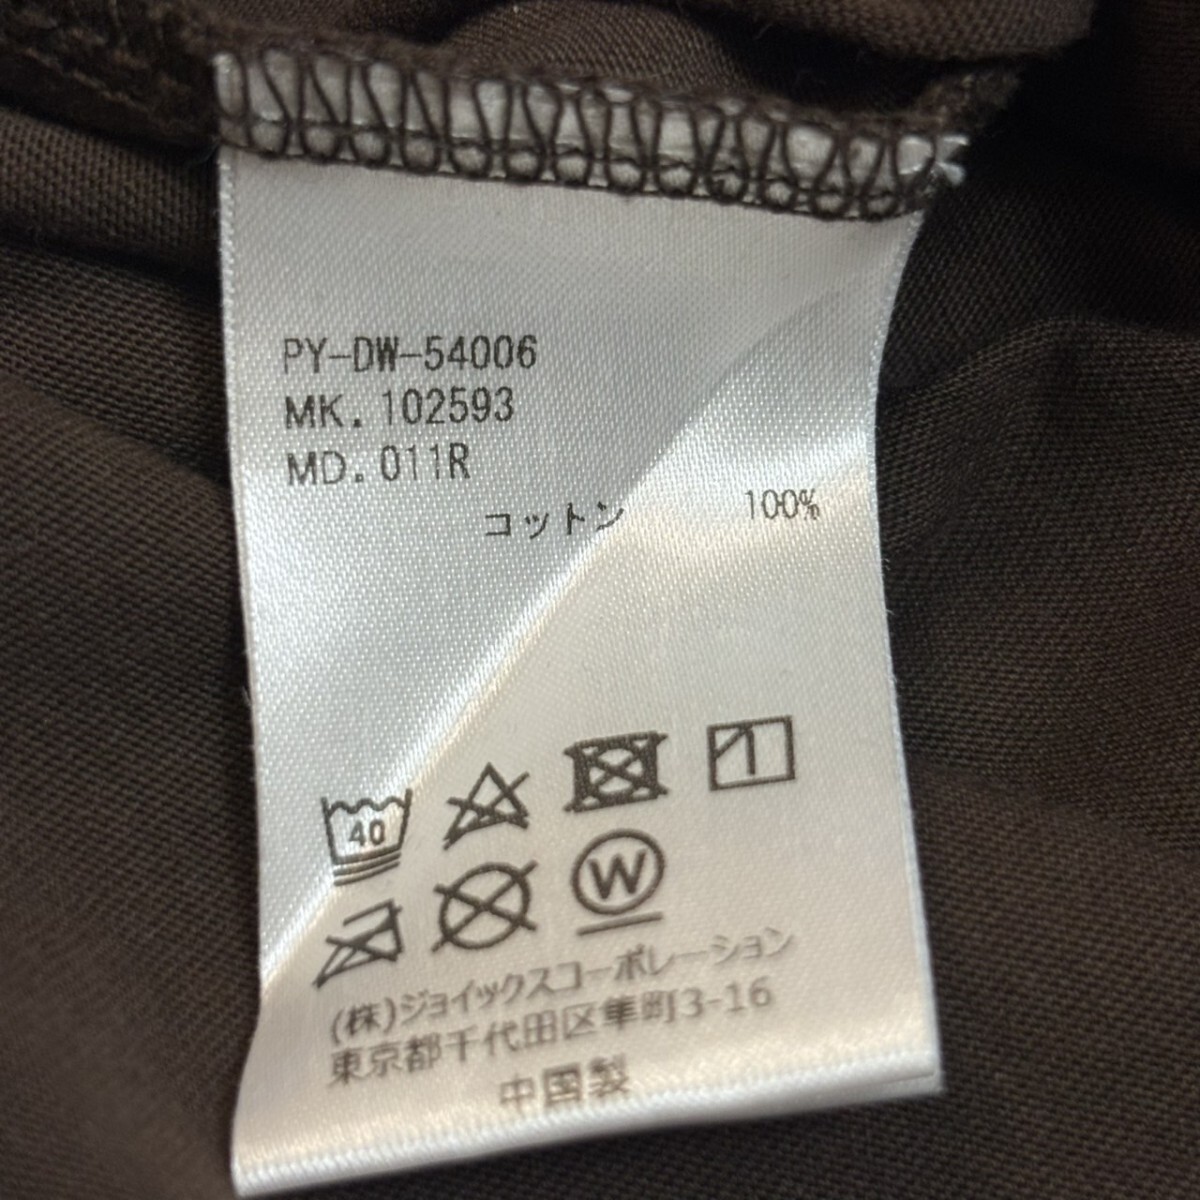 PY-DW-54006
MK. 102593
MD. 011R
コットン 100%
40
W
(株)ジョイックスコーポレーション
東京都千代田区隼町3-16
中国製